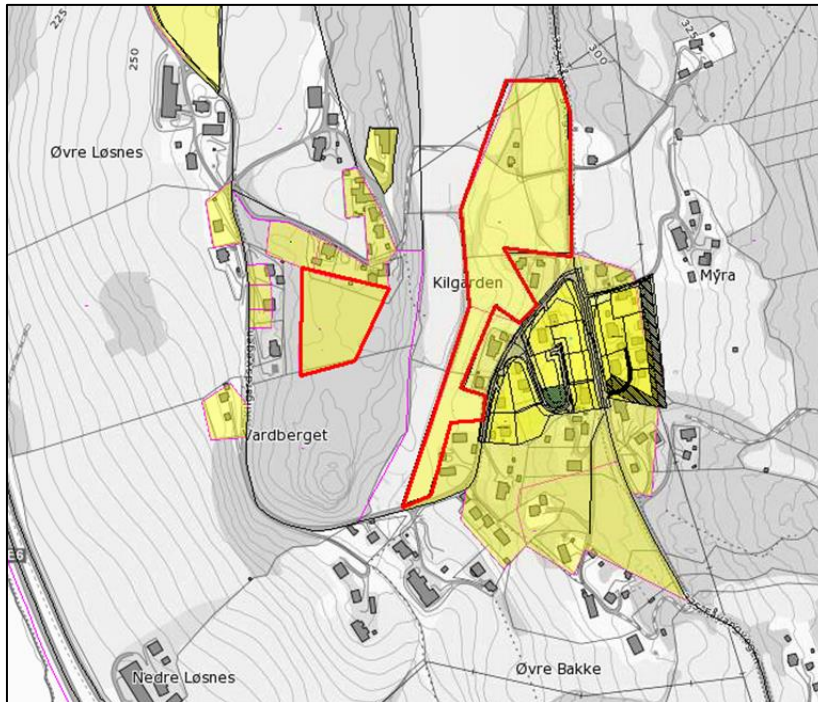 225
250
325
300
Øvre Løsnes
Kilgården
Myra
Vardberget
E6
Øvre Bakke
Nedre Løsnes